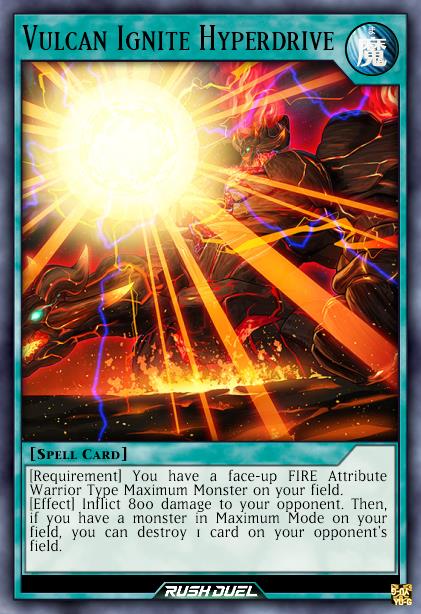 Vulcan Ignite Hyperdrive
ま
魔
[Spell Card]
[Requirement] You have a face-up FIRE Attribute
Warrior Type Maximum Monster on your field.
[Effect] Inflict 800 damage to your opponent. Then,
if you have a monster in Maximum Mode on your
field, you can destroy 1 card on your opponent's
field.
RUSH DUEL